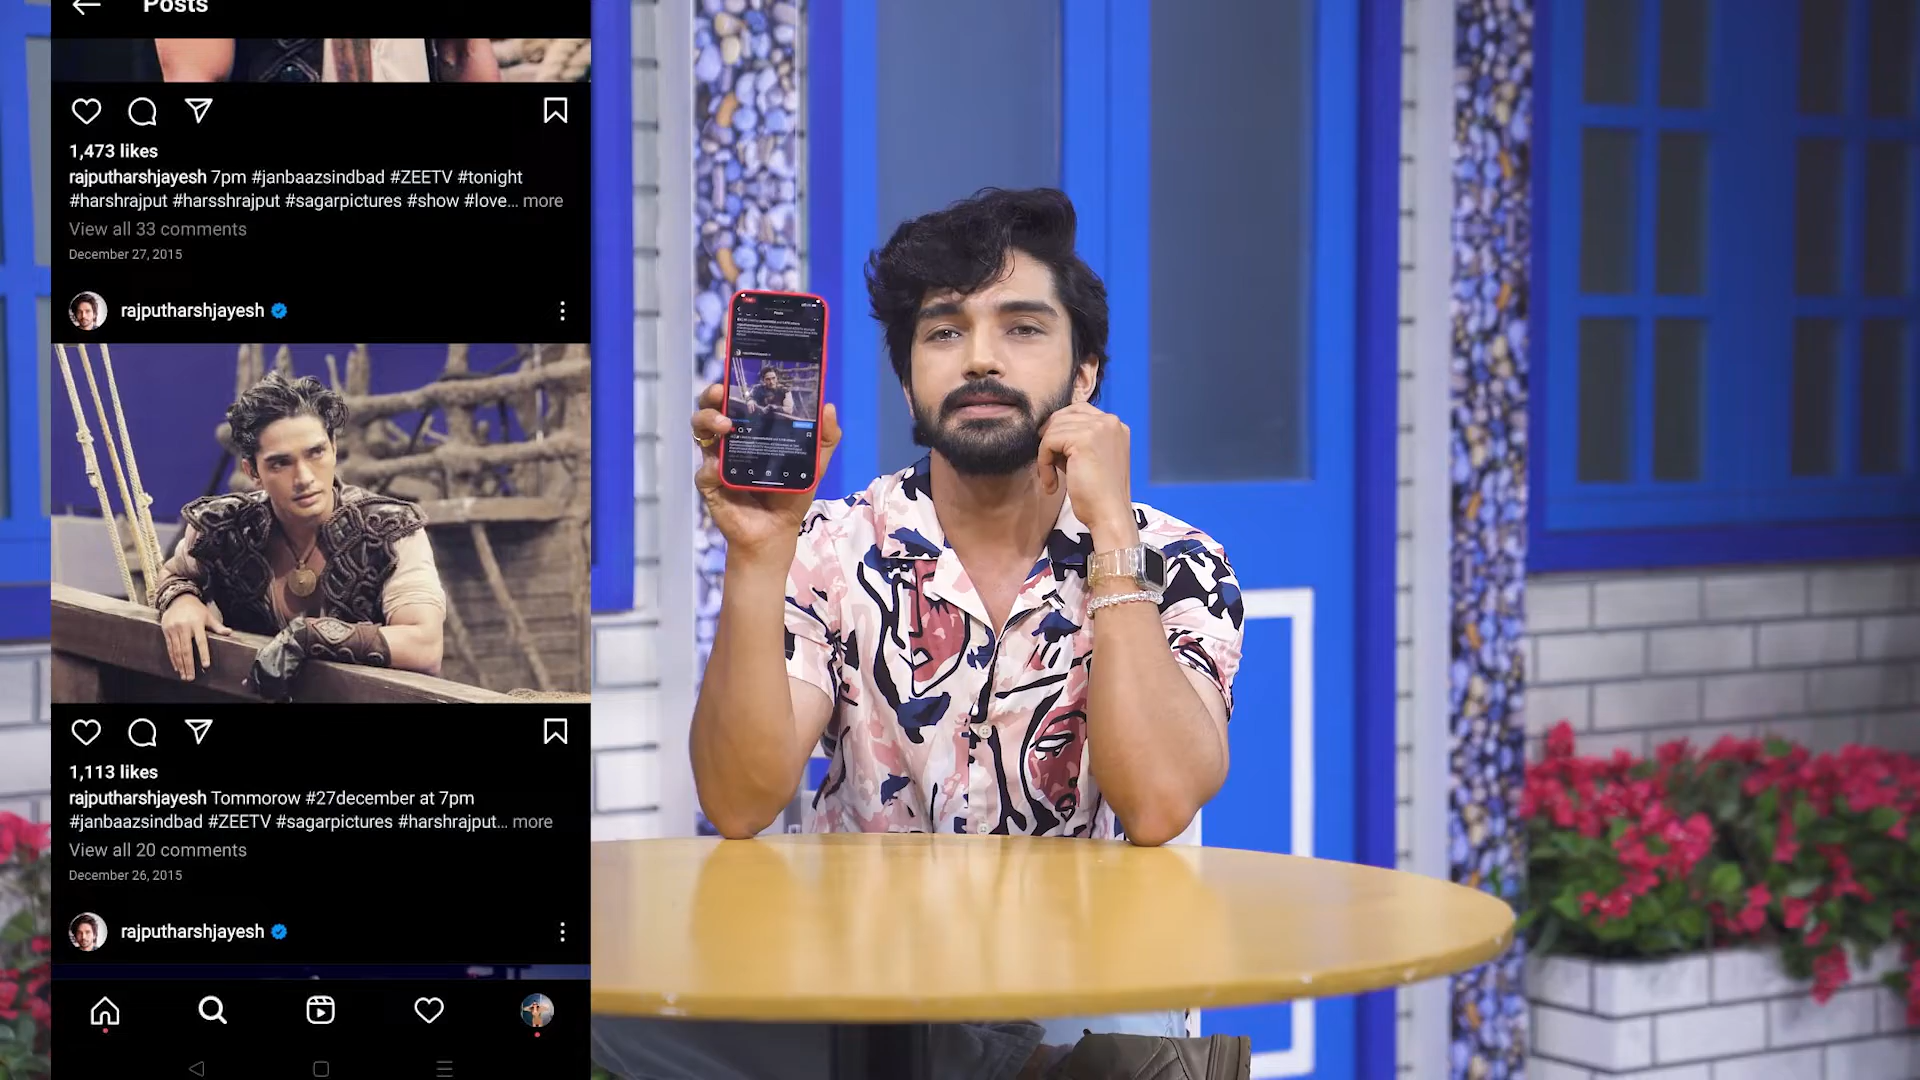 Posts
1,473 likes
rajputharshjayesh 7pm #janbaazsindbad #ZEETV #tonight
#harshrajput #harsshrajput #sagarpictures #show #love... more
View all 33 comments
December 27, 2015
rajputharshjayesh
1,113 likes
rajputharshjayesh Tommorow #27december at 7pm
#janbaazsindbad #ZEETV #sagarpictures #harshrajput... more
View all 20 comments
December 26, 2015
rajputharshjayesh